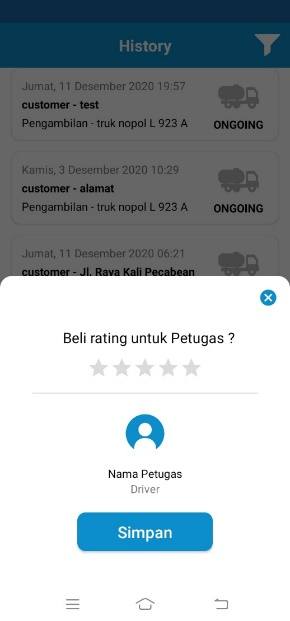 History
Jumat, 11 Desember 2020 19:57
customer - test
Pengambilan - truk nopol L 923 A
ONGOING
Kamis, 3 Desember 2020 10:29
customer - alamat
Pengambilan - truk nopol L 923 A
ONGOING
Jumat, 11 Desember 2020 06:21
customer - Jl. Raya Kali Pecabean
Beli rating untuk Petugas ?
Nama Petugas
Driver
Simpan